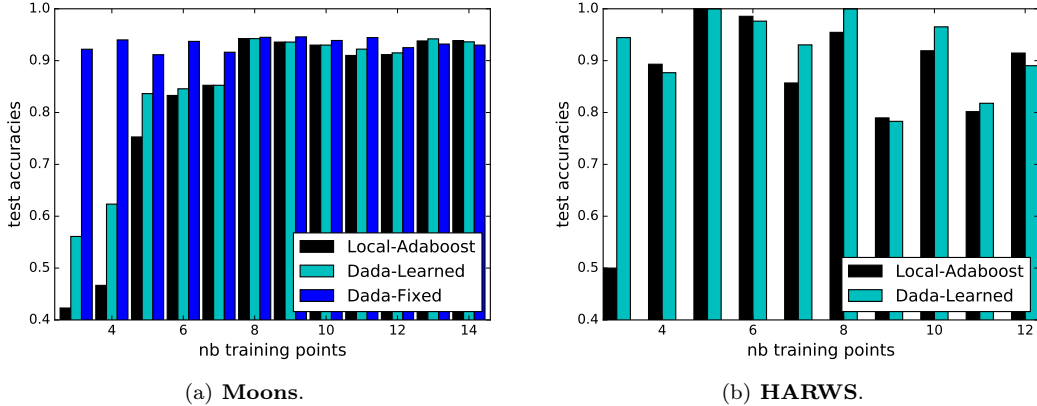 1.0
0.9
0.8
0.7
0.6
0.5
0.4
test accuracies
4 6 8 10 12 14
nb training points
Local-Adaboost
Dada-Learned
Dada-Fixed
(a) Moons.
1.0
0.9
0.8
0.7
0.6
0.5
0.4
test accuracies
4 6 8 10 12
nb training points
Local-Adaboost
Dada-Learned
(b) HARWS.